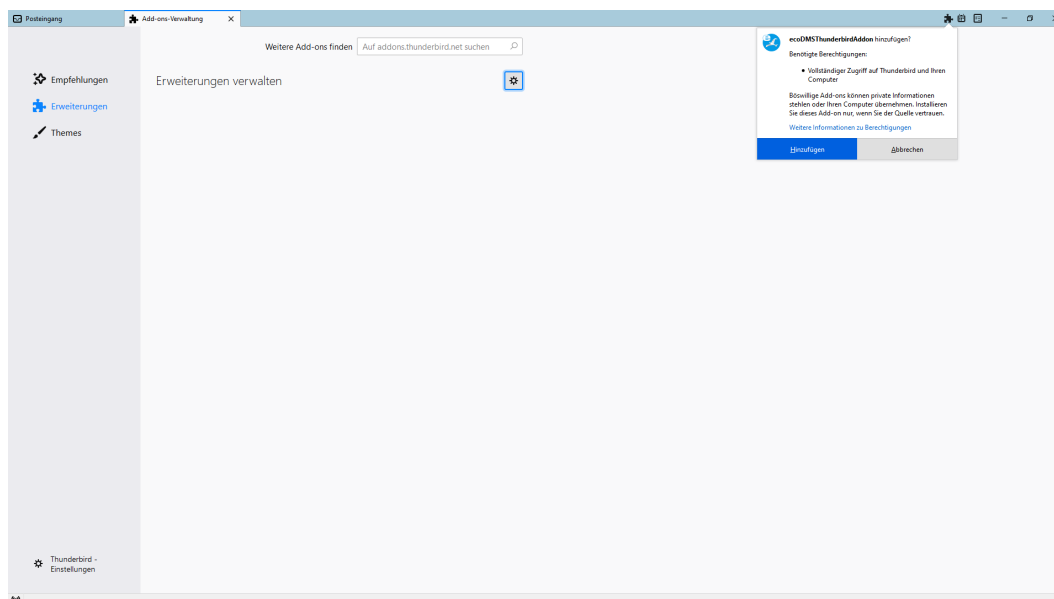 Posteingang
Add-ons-Verwaltung
Weitere Add-ons finden
Auf addons.thunderbird.net suchen
Empfehlungen
Erweiterungen
Themes
Erweiterungen verwalten
ecoDMSThunderbirdAddon hinzufügen?
Benötigte Berechtigungen:
Vollständiger Zugriff auf Thunderbird und Ihren
Computer
Böswillige Add-ons können private Informationen
stehlen oder Ihren Computer übernehmen. Installieren
Sie dieses Add-on nur, wenn Sie der Quelle vertrauen.
Weitere Informationen zu Berechtigungen
Hinzufügen
Abbrechen
Thunderbird -
Einstellungen